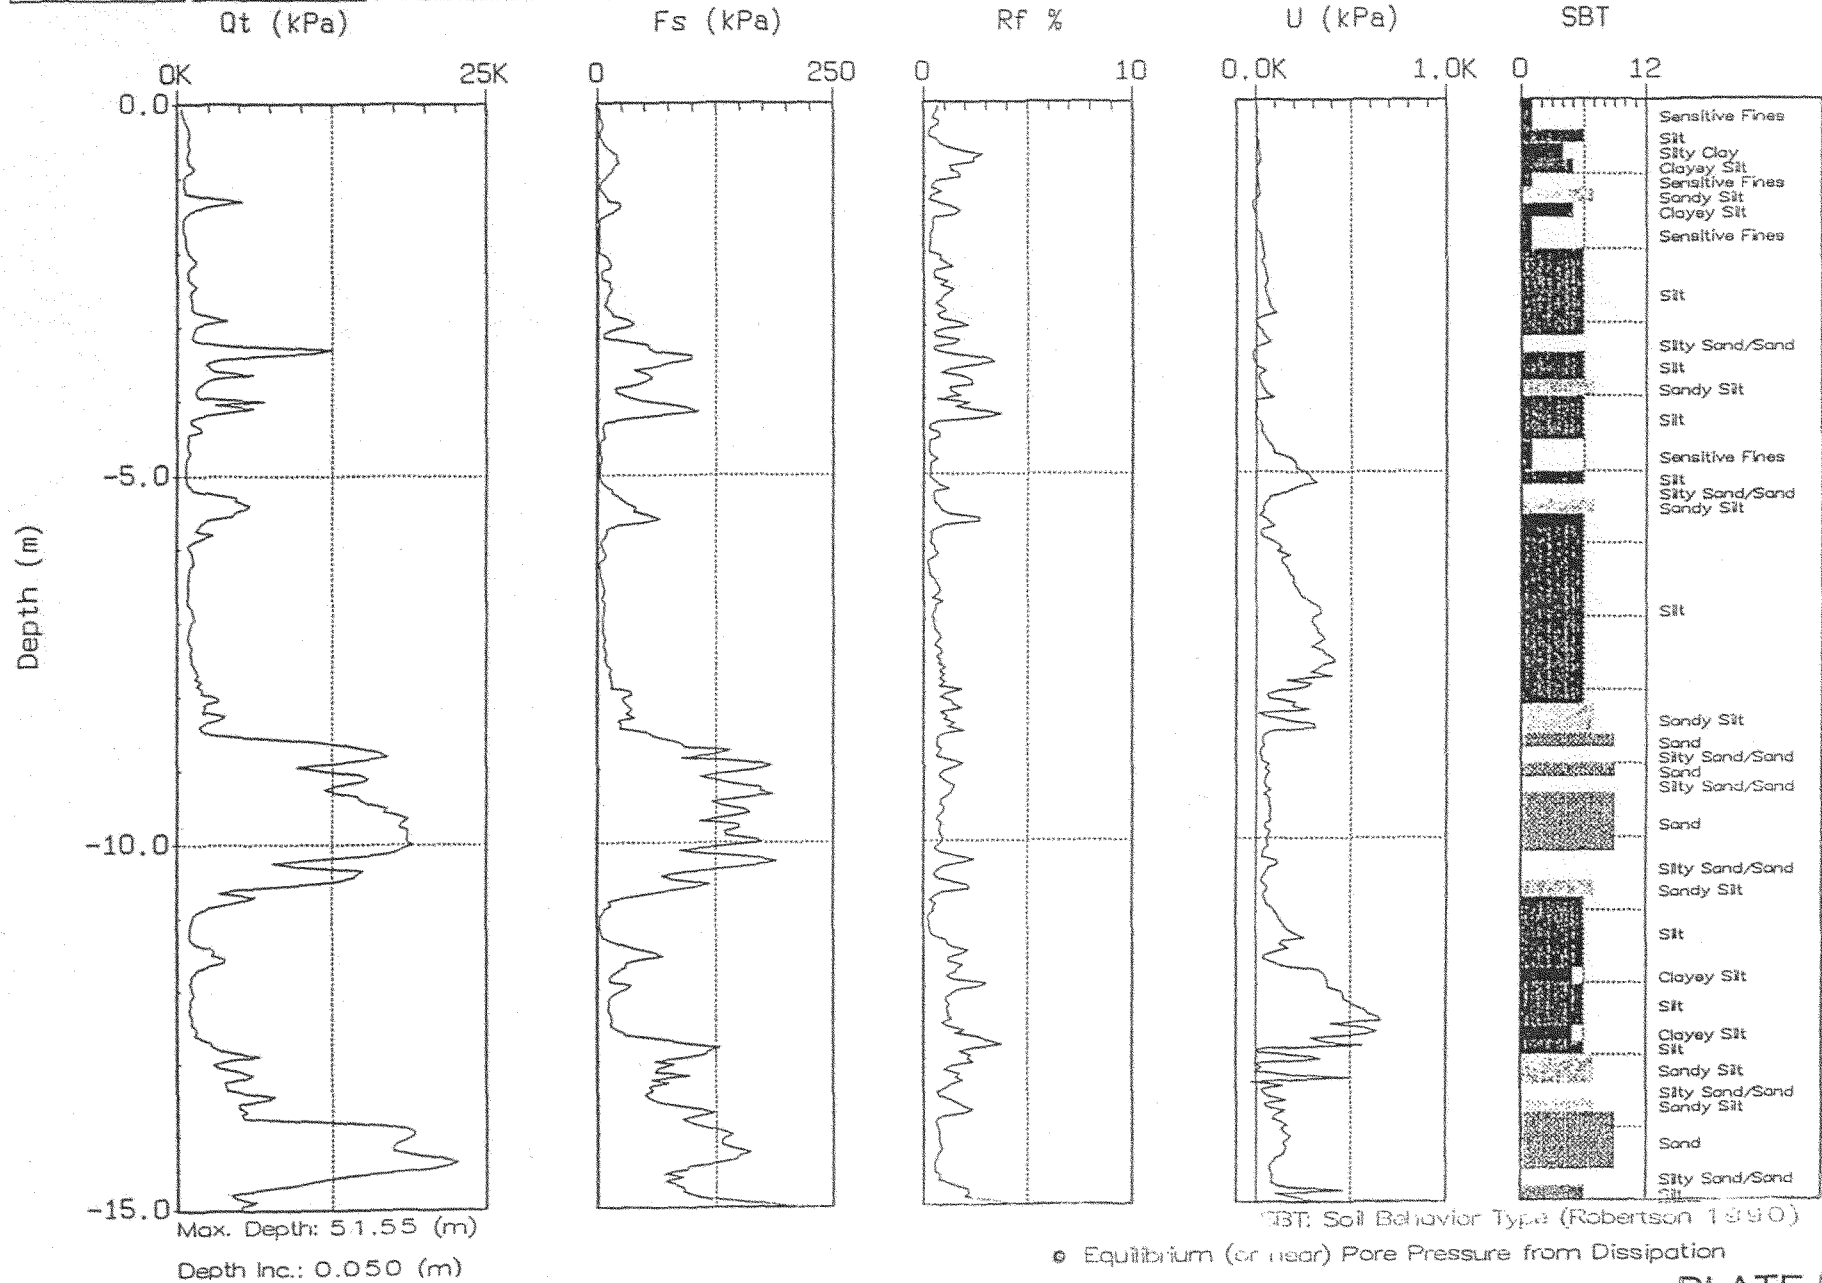 Qt (kPa) Fs (kPa) Rf % U (kPa) SBT
0K 25K 0 250 0 10 0.0K 1.0K 0 12
0.0
Sensitive Fines
Silt
Silty Clay
Clayey Silt
Sensitive Fines
Sandy Silt
Clayey Silt
Sensitive Fines
Silt
Silty Sand/Sand
Silt
Sandy Silt
Silt
Sensitive Fines
-5.0
Silt
Silty Sand/Sand
Sandy Silt
Depth (m)
Silt
Sandy Silt
Sand
Silty Sand/Sand
Sand
Silty Sand/Sand
Sand
-10.0
Silty Sand/Sand
Sandy Silt
Silt
Clayey Silt
Silt
Clayey Silt
Silt
Sandy Silt
Silty Sand/Sand
Sandy Silt
Sand
Silty Sand/Sand
Silt
-15.0
Max. Depth: 51.55 (m)
SBT: Soil Behavior Type (Robertson 1990)
Equilibrium (or near) Pore Pressure from Dissipation
Depth Inc.: 0.050 (m)